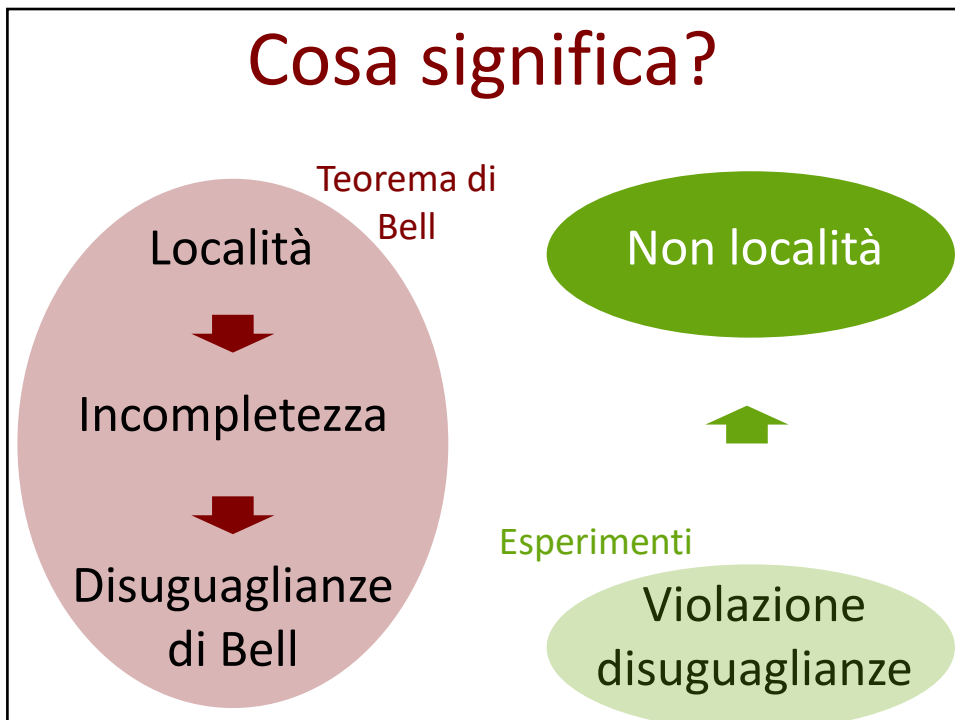 Cosa significa?
Teorema di
Bell
Località
Incompletezza
Disuguaglianze
di Bell
Non località
Esperimenti
Violazione
disuguaglianze